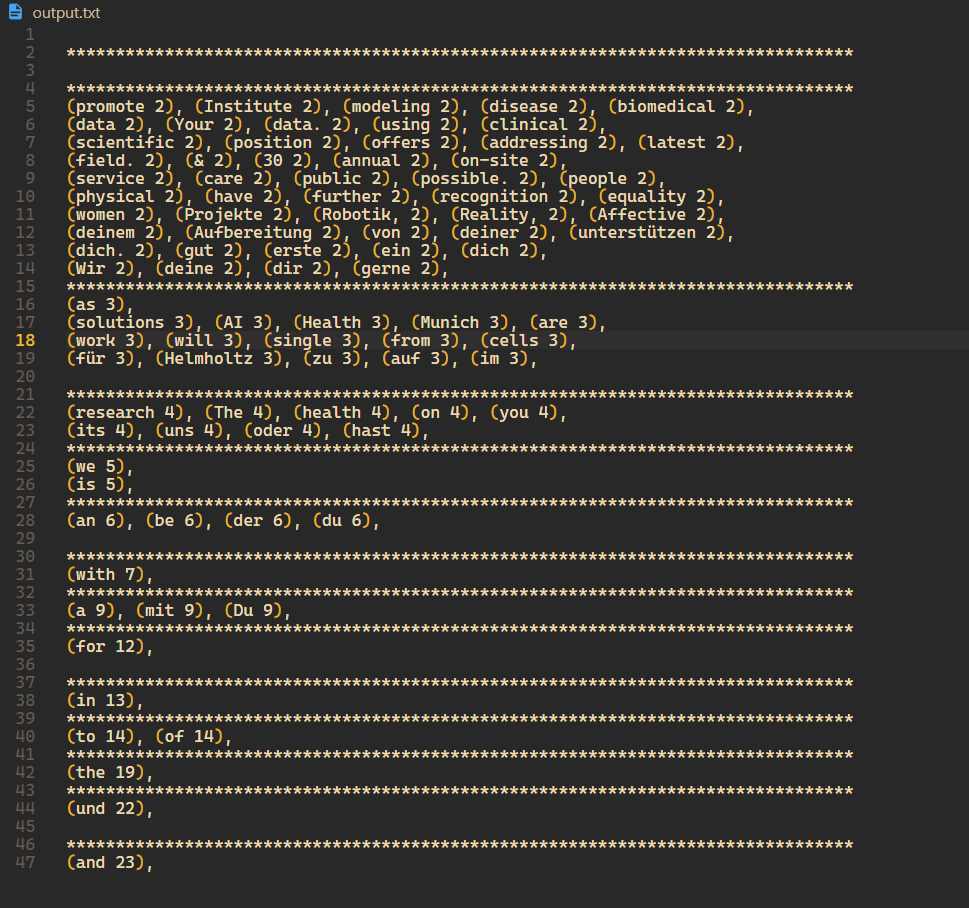 output.txt
1
2 ********************************************************************************
3
4 ********************************************************************************
5 (promote 2), (Institute 2), (modeling 2), (disease 2), (biomedical 2),
6 (data 2), (Your 2), (data. 2), (using 2), (clinical 2),
7 (scientific 2), (position 2), (offers 2), (addressing 2), (latest 2),
8 (field. 2), (& 2), (30 2), (annual 2), (on-site 2),
9 (service 2), (care 2), (public 2), (possible. 2), (people 2),
10 (physical 2), (have 2), (further 2), (recognition 2), (equality 2),
11 (women 2), (Projekte 2), (Robotik, 2), (Reality, 2), (Affective 2),
12 (deinem 2), (Aufbereitung 2), (von 2), (deiner 2), (unterstützen 2),
13 (dich. 2), (gut 2), (erste 2), (ein 2), (dich 2),
14 (Wir 2), (deine 2), (dir 2), (gerne 2),
15 ********************************************************************************
16 (as 3),
17 (solutions 3), (AI 3), (Health 3), (Munich 3), (are 3),
18 (work 3), (will 3), (single 3), (from 3), (cells 3),
19 (für 3), (Helmholtz 3), (zu 3), (auf 3), (im 3),
20
21 ********************************************************************************
22 (research 4), (The 4), (health 4), (on 4), (you 4),
23 (its 4), (uns 4), (oder 4), (hast 4),
24 ********************************************************************************
25 (we 5),
26 (is 5),
27 ********************************************************************************
28 (an 6), (be 6), (der 6), (du 6),
29
30 ********************************************************************************
31 (with 7),
32 ********************************************************************************
33 (a 9), (mit 9), (Du 9),
34 ********************************************************************************
35 (for 12),
36
37 ********************************************************************************
38 (in 13),
39 ********************************************************************************
40 (to 14), (of 14),
41 ********************************************************************************
42 (the 19),
43 ********************************************************************************
44 (und 22),
45
46 ********************************************************************************
47 (and 23),